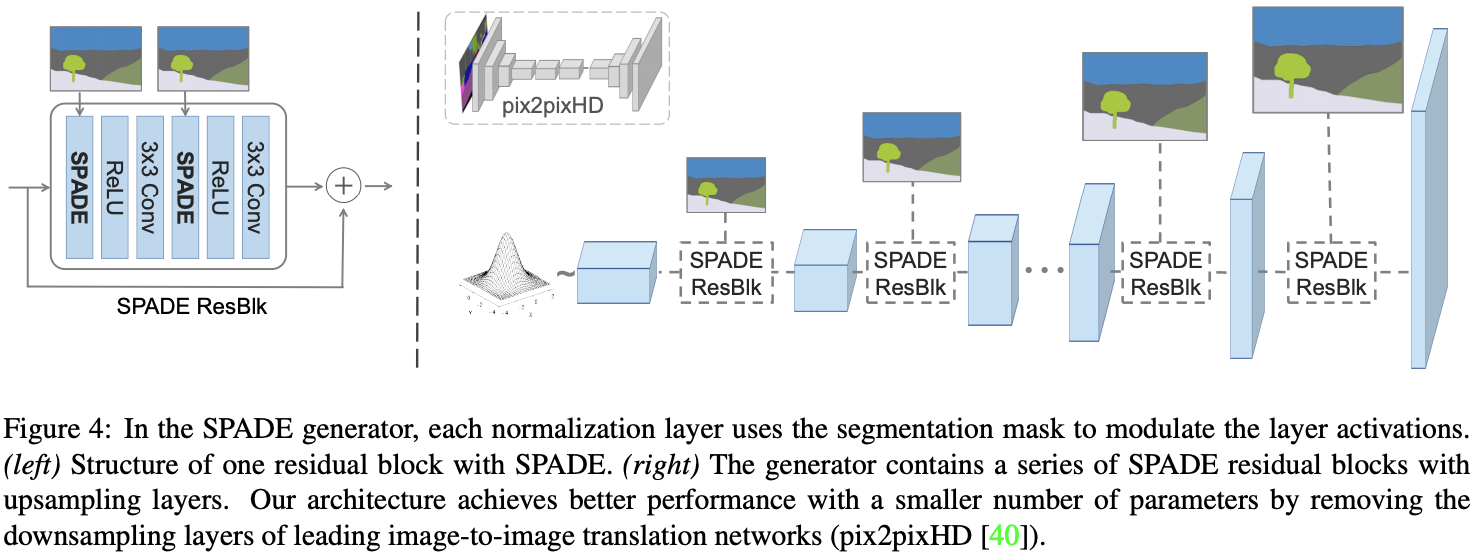 SPADE
ReLU
3x3 Conv
SPADE
ReLU
3x3 Conv
+
SPADE ResBlk
pix2pixHD
~
SPADE
ResBlk
SPADE
ResBlk
...
SPADE
ResBlk
SPADE
ResBlk
Figure 4: In the SPADE generator, each normalization layer uses the segmentation mask to modulate the layer activations.
(left) Structure of one residual block with SPADE. (right) The generator contains a series of SPADE residual blocks with
upsampling layers. Our architecture achieves better performance with a smaller number of parameters by removing the
downsampling layers of leading image-to-image translation networks (pix2pixHD [40]).